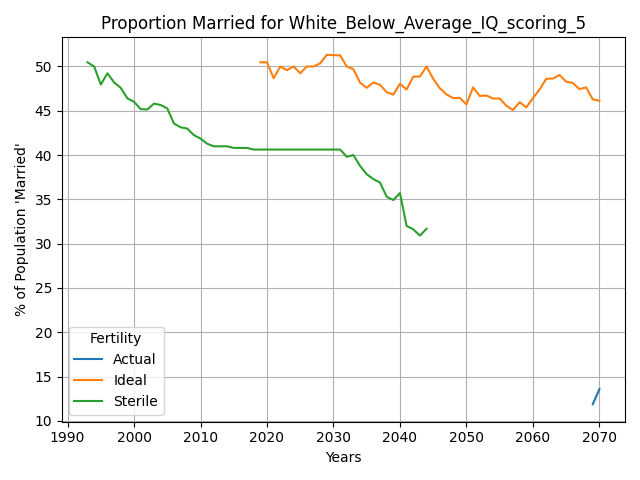 Proportion Married for White_Below_Average_IQ_scoring_5
% of Population 'Married'
50
45
40
35
30
25
20
15
10
Fertility
Actual
Ideal
Sterile
1990 2000 2010 2020 2030 2040 2050 2060 2070
Years